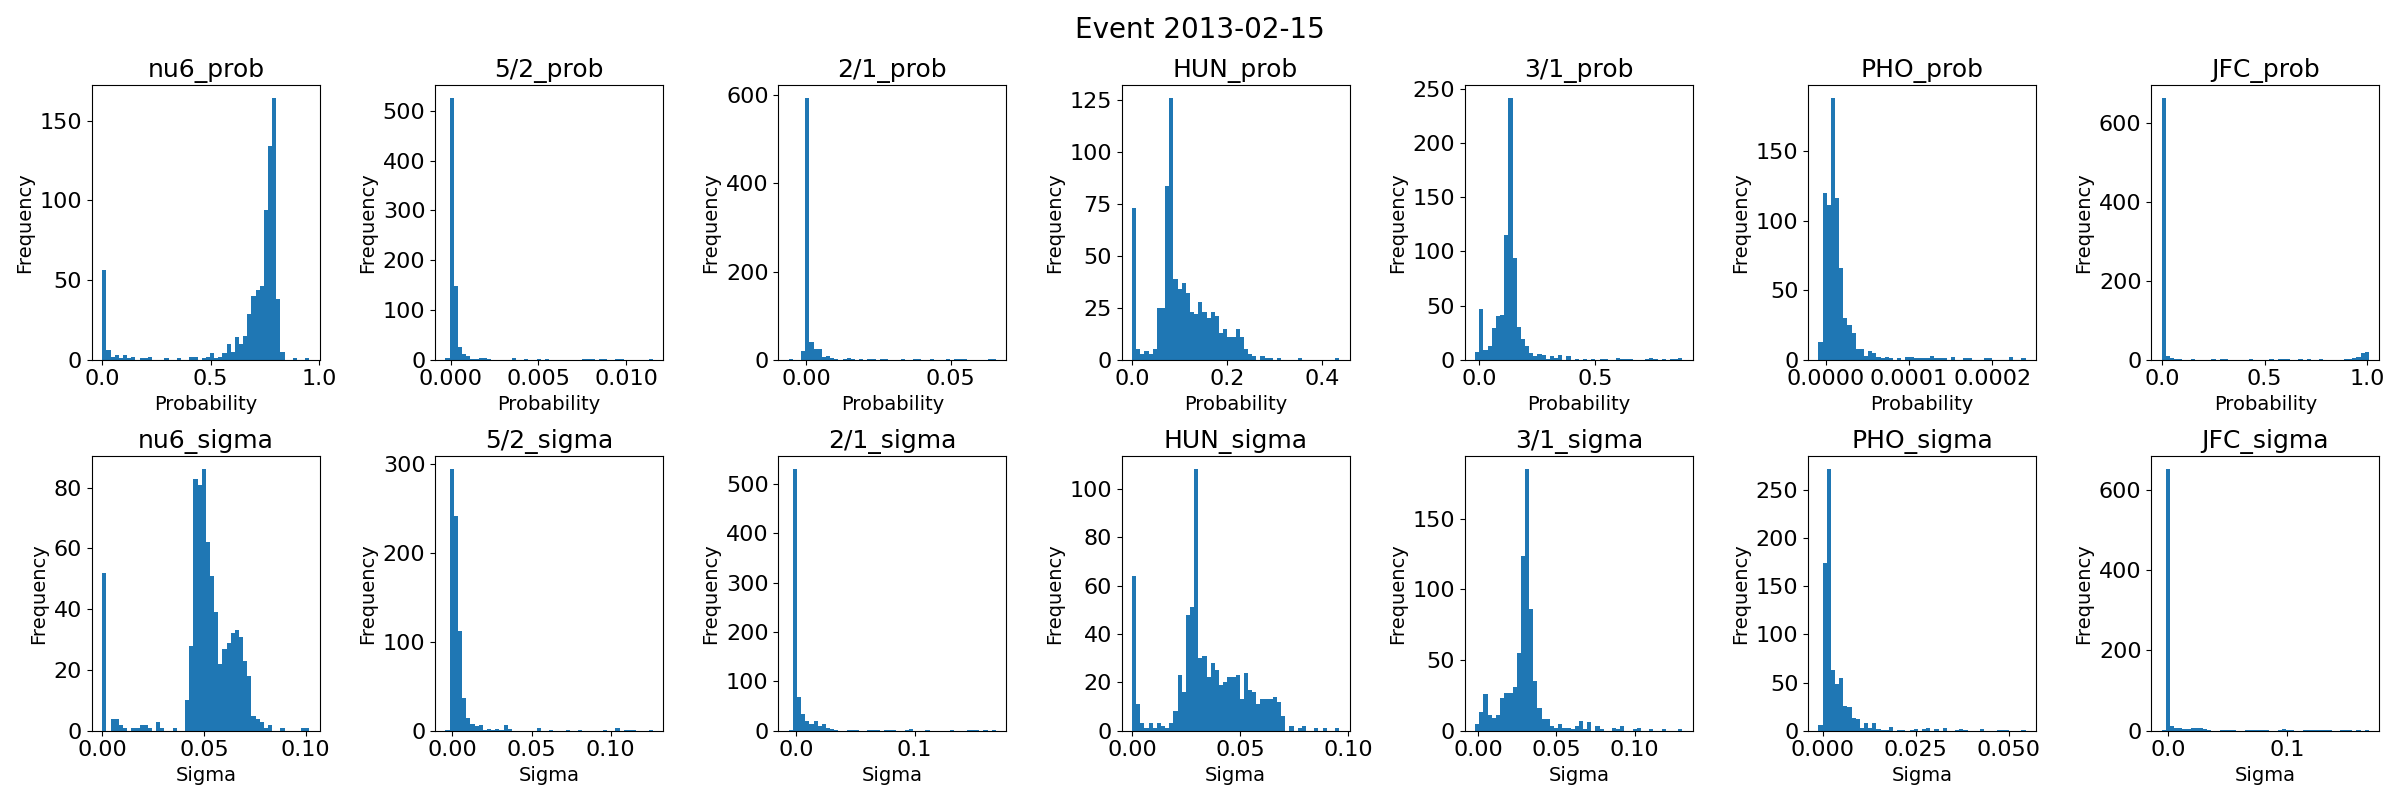 Event 2013-02-15
nu6_prob 5/2_prob 2/1_prob HUN_prob 3/1_prob PHO_prob JFC_prob
Frequency
150
100
50
0
0.0 0.5 1.0
Probability
Frequency
500
400
300
200
100
0
0.000 0.005 0.010
Probability
Frequency
600
400
200
0
0.00 0.05
Probability
Frequency
125
100
75
50
25
0
0.0 0.2 0.4
Probability
Frequency
250
200
150
100
50
0
0.0 0.5
Probability
Frequency
150
100
50
0
0.0000 0.0001 0.0002
Probability
Frequency
600
400
200
0
0.0 0.5 1.0
Probability
nu6_sigma 5/2_sigma 2/1_sigma HUN_sigma 3/1_sigma PHO_sigma JFC_sigma
Frequency
80
60
40
20
0
0.00 0.05 0.10
Sigma
Frequency
300
200
100
0
0.00 0.05 0.10
Sigma
Frequency
500
400
300
200
100
0
0.0 0.1
Sigma
Frequency
100
80
60
40
20
0
0.00 0.05 0.10
Sigma
Frequency
150
100
50
0
0.00 0.05 0.10
Sigma
Frequency
250
200
150
100
50
0
0.000 0.025 0.050
Sigma
Frequency
600
400
200
0
0.0 0.1
Sigma